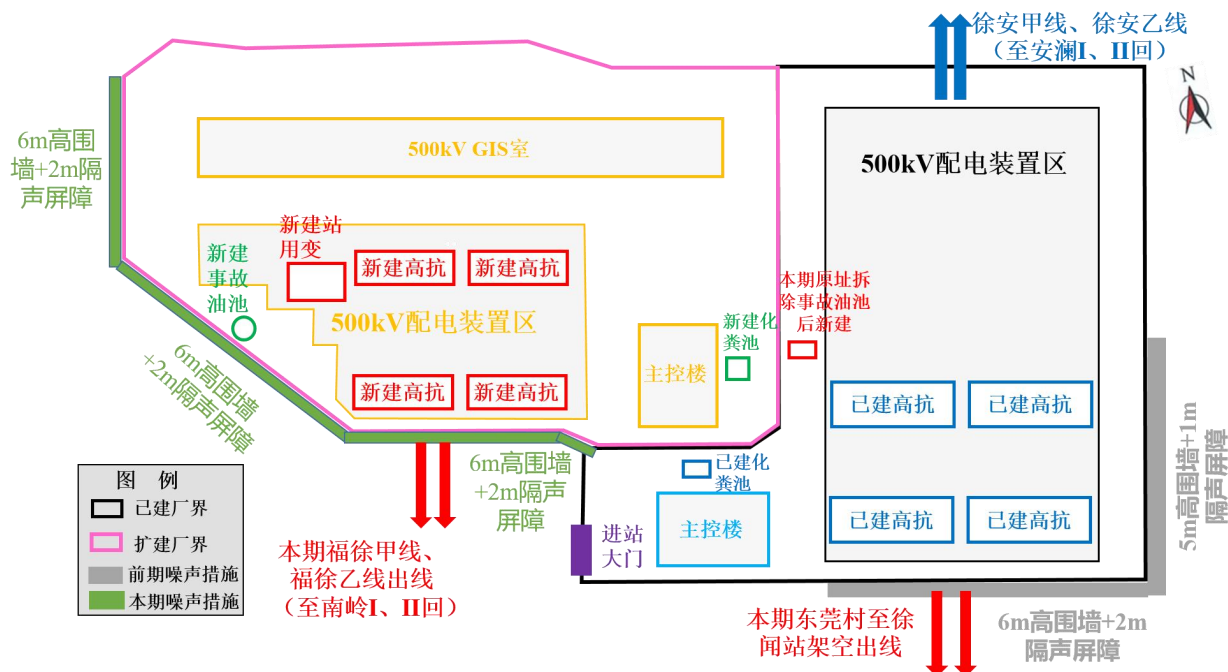 徐安甲线、徐安乙线
（至安澜I、II回）
N
6m高围
墙+2m隔
声屏障
500kV GIS室
500kV配电装置区
新建站
用变
新建
事故
油池
新建高抗
新建高抗
本期原址拆
除事故油池
后新建
500kV配电装置区
新建化
粪池
主控楼
6m高围墙
+2m隔声屏障
新建高抗
新建高抗
已建高抗
已建高抗
5m高围墙+1m
隔声屏障
6m高围墙
+2m隔声
屏障
已建化
粪池
图 例
已建厂界
扩建厂界
前期噪声措施
本期噪声措施
进站
大门
主控楼
已建高抗
已建高抗
本期福徐甲线、
福徐乙线出线
（至南岭I、II回）
本期东莞村至徐
闻站架空出线
6m高围墙+2m
隔声屏障